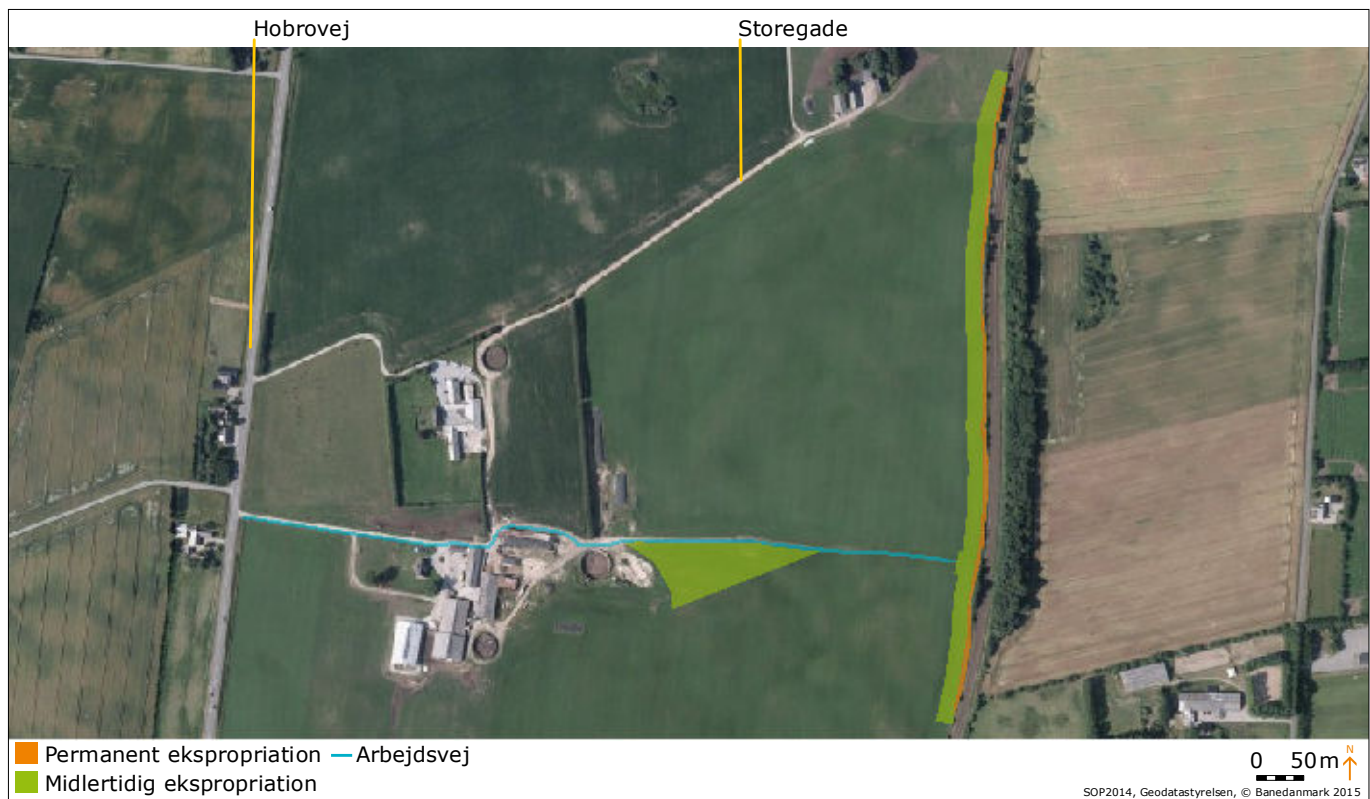 Hobrovej
Storegade
Permanent ekspropriation
Arbejdsvej
Midlertidig ekspropriation
0 50m
N
SOP2014, Geodatastyrelsen, © Banedanmark 2015